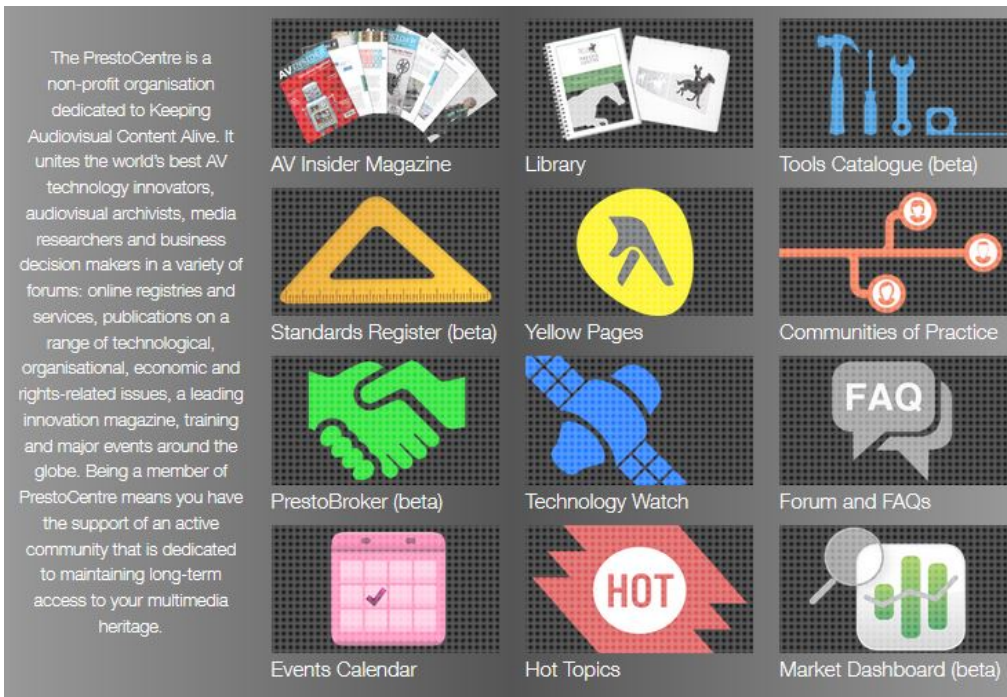 The PrestoCentre is a
non-profit organisation
dedicated to Keeping
Audiovisual Content Alive. It
unites the world's best AV
technology innovators,
audiovisual archivists, media
researchers and business
decision makers in a variety of
forums: online registries and
services, publications on a
range of technological,
organisational, economic and
rights-related issues, a leading
innovation magazine, training
and major events around the
globe. Being a member of
PrestoCentre means you have
the support of an active
community that is dedicated
to maintaining long-term
access to your multimedia
heritage.
AV INSIDER
AV Insider Magazine
Library
Tools Catalogue (beta)
Standards Register (beta)
Yellow Pages
Communities of Practice
FAQ
PrestoBroker (beta)
Technology Watch
Forum and FAQs
HOT
Events Calendar
Hot Topics
Market Dashboard (beta)